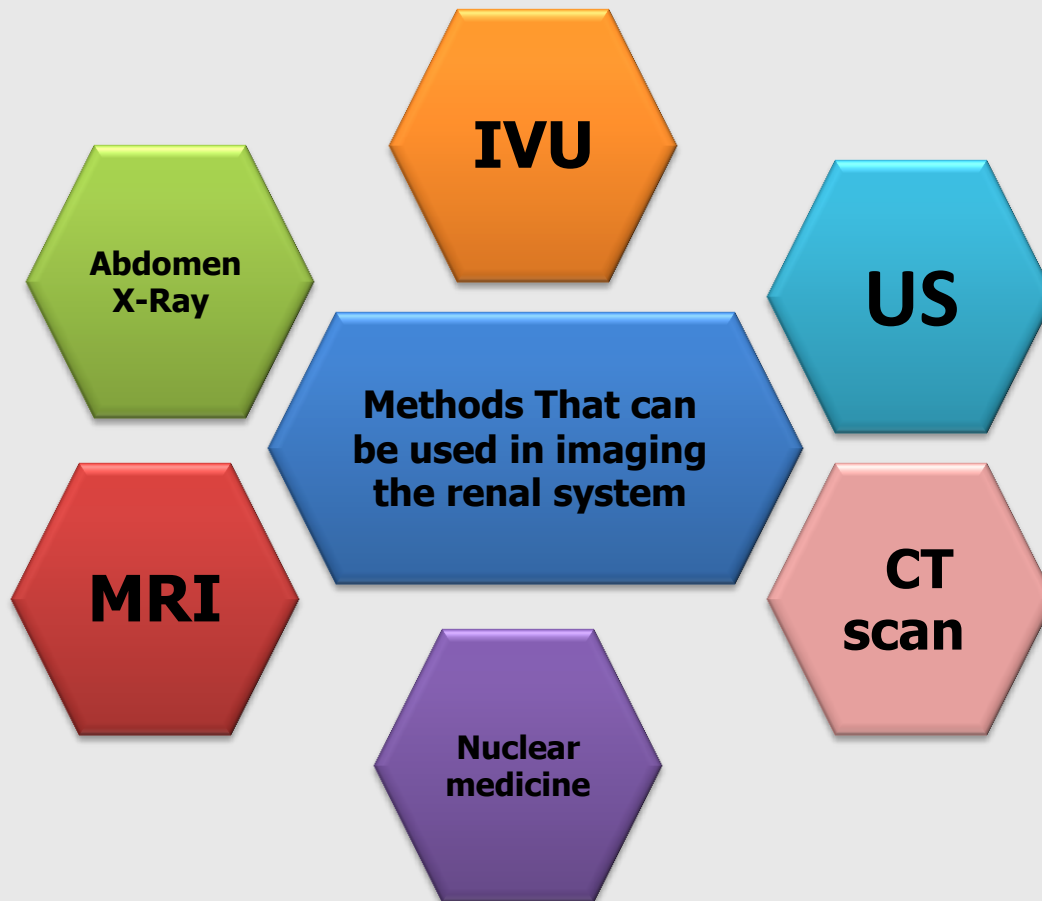 IVU
Abdomen
X-Ray
US
Methods That can
be used in imaging
the renal system
MRI
CT
scan
Nuclear
medicine